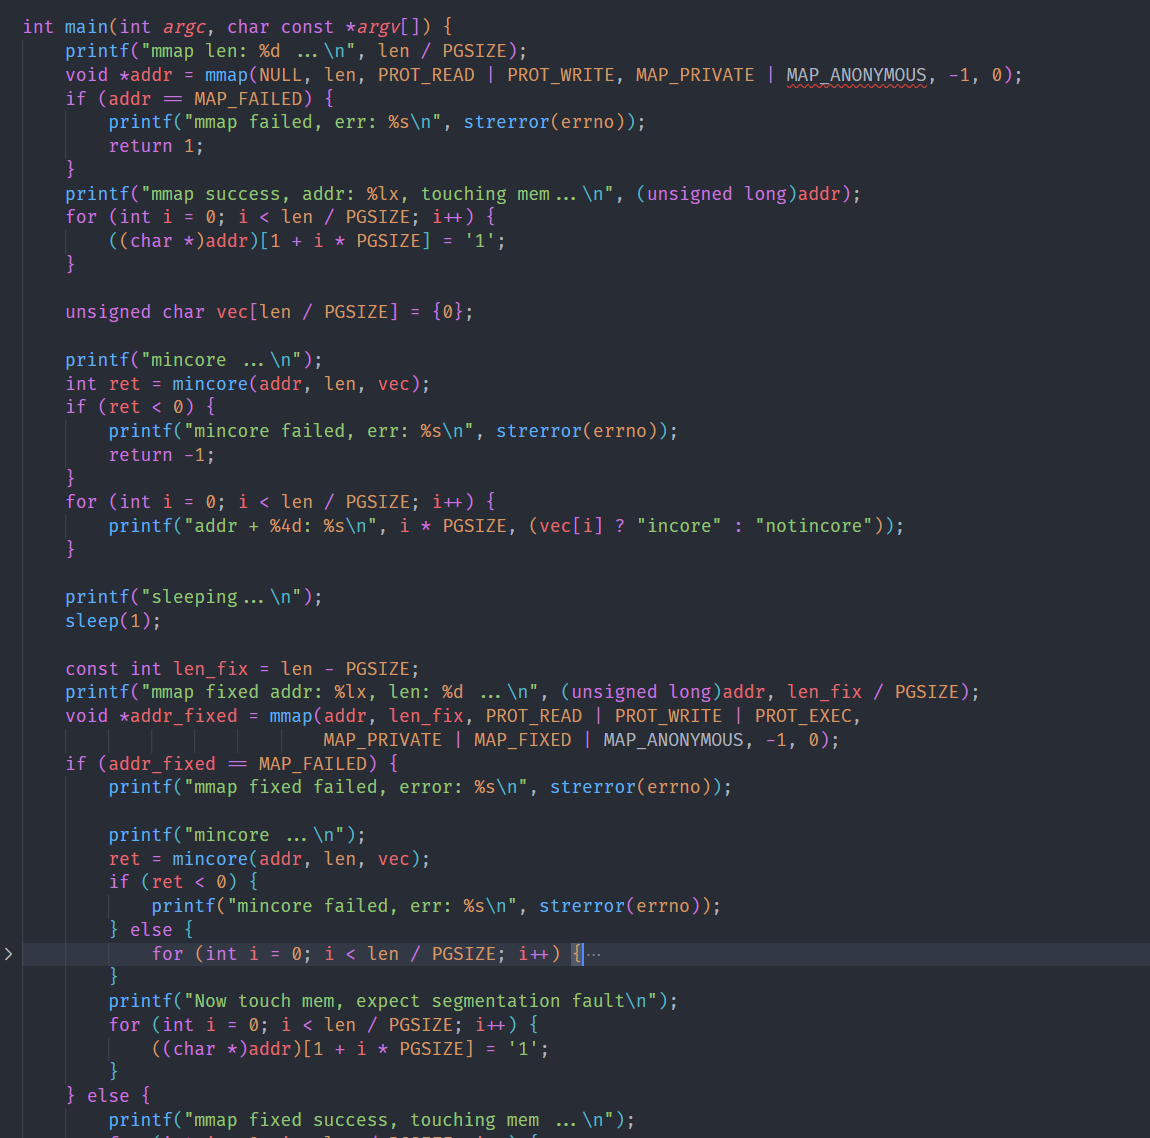 int main(int argc, char const *argv[]) {
printf("mmap len: %d ...\n", len / PGSIZE);
void *addr = mmap(NULL, len, PROT_READ | PROT_WRITE, MAP_PRIVATE | MAP_ANONYMOUS, -1, 0);
if (addr == MAP_FAILED) {
printf("mmap failed, err: %s\n", strerror(errno));
return 1;
}
printf("mmap success, addr: %lx, touching mem...\n", (unsigned long)addr);
for (int i = 0; i < len / PGSIZE; i++) {
((char *)addr)[1 + i * PGSIZE] = '1';
}
unsigned char vec[len / PGSIZE] = {0};
printf("mincore ...\n");
int ret = mincore(addr, len, vec);
if (ret < 0) {
printf("mincore failed, err: %s\n", strerror(errno));
return -1;
}
for (int i = 0; i < len / PGSIZE; i++) {
printf("addr + %4d: %s\n", i * PGSIZE, (vec[i] ? "incore" : "notincore"));
}
printf("sleeping...\n");
sleep(1);
const int len_fix = len - PGSIZE;
printf("mmap fixed addr: %lx, len: %d ...\n", (unsigned long)addr, len_fix / PGSIZE);
void *addr_fixed = mmap(addr, len_fix, PROT_READ | PROT_WRITE | PROT_EXEC,
MAP_PRIVATE | MAP_FIXED | MAP_ANONYMOUS, -1, 0);
if (addr_fixed == MAP_FAILED) {
printf("mmap fixed failed, error: %s\n", strerror(errno));
printf("mincore ...\n");
ret = mincore(addr, len, vec);
if (ret < 0) {
printf("mincore failed, err: %s\n", strerror(errno));
} else {
for (int i = 0; i < len / PGSIZE; i++) {...
}
printf("Now touch mem, expect segmentation fault\n");
for (int i = 0; i < len / PGSIZE; i++) {
((char *)addr)[1 + i * PGSIZE] = '1';
}
} else {
printf("mmap fixed success, touching mem ...\n");